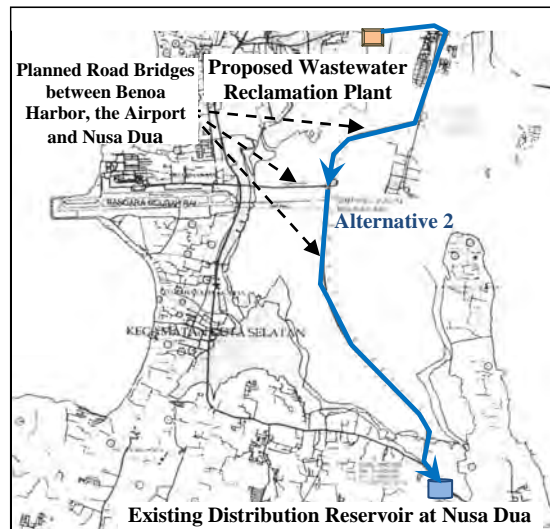 Planned Road Bridges
between Benoa
Harbor, the Airport
and Nusa Dua
Proposed Wastewater
Reclamation Plant
Alternative 2
KECAMATAN KUTA SELATAN
Existing Distribution Reservoir at Nusa Dua